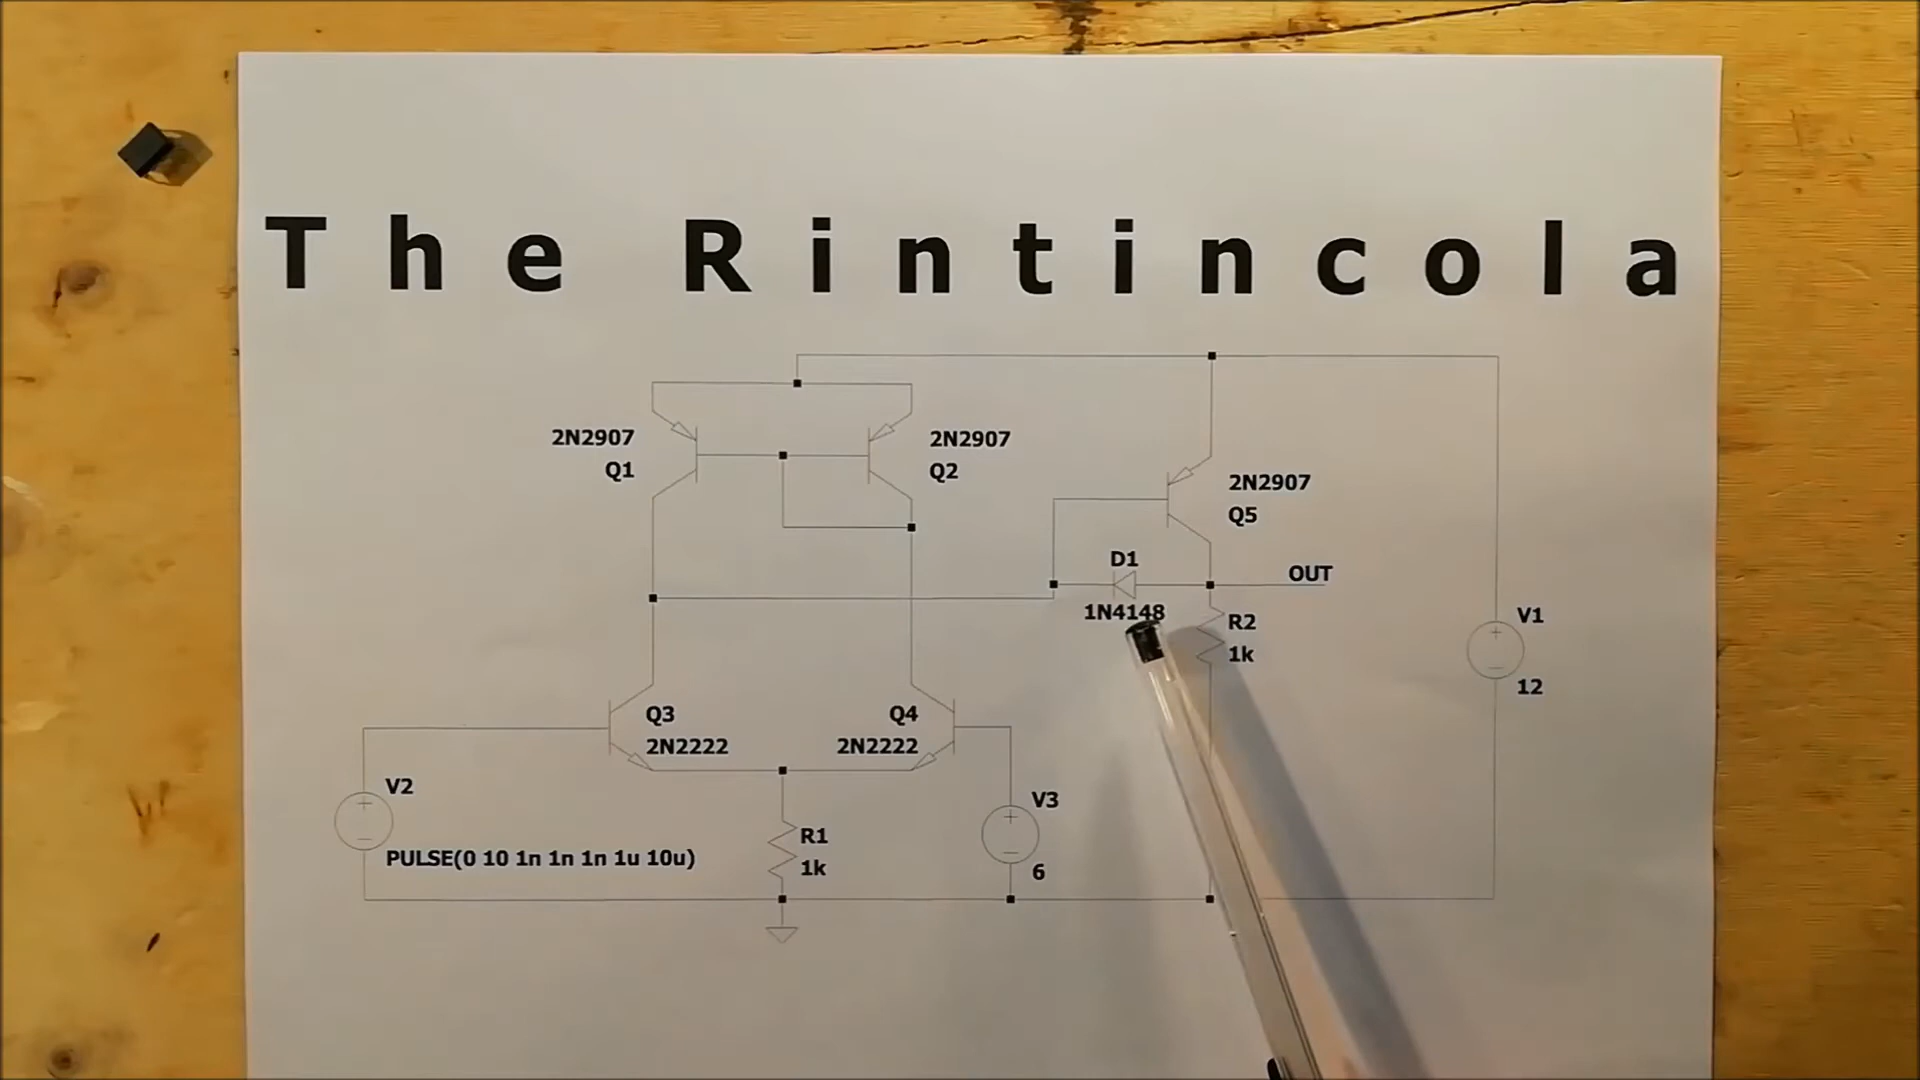 The Rintincola
2N2907
Q1
2N2907
Q2
2N2907
Q5
D1
1N4148
OUT
R2
1k
V1
12
Q3
2N2222
Q4
2N2222
V2
PULSE(0 10 1n 1n 1n 1u 10u)
R1
1k
V3
6